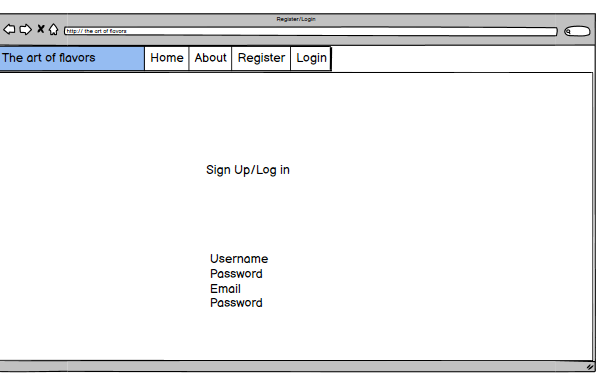 Register/Login
http:// the art of flavors
The art of flavors Home About Register Login
Sign Up/Log in
Username
Password
Email
Password